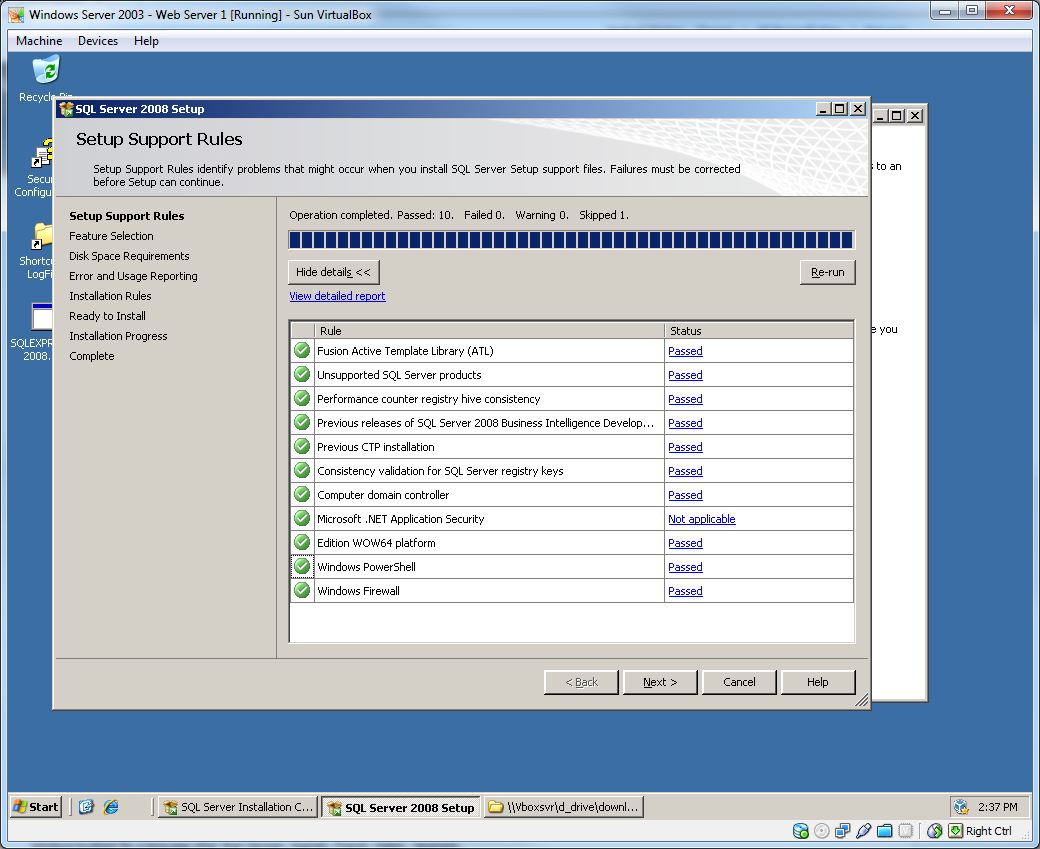 Windows Server 2003 - Web Server 1 [Running] - Sun VirtualBox
Machine Devices Help
Recycle Bin
SQL Server 2008 Setup
Setup Support Rules
Setup Support Rules identify problems that might occur when you install SQL Server Setup support files. Failures must be corrected
before Setup can continue.
s to an
Secur
Configu
Shortc
LogFi
SQLEXPR
2008.
Setup Support Rules
Feature Selection
Disk Space Requirements
Error and Usage Reporting
Installation Rules
Ready to Install
Installation Progress
Complete
Operation completed. Passed: 10. Failed 0. Warning 0. Skipped 1.
Hide details <<
Re-run
View detailed report
e you
Rule Status
Fusion Active Template Library (ATL) Passed
Unsupported SQL Server products Passed
Performance counter registry hive consistency Passed
Previous releases of SQL Server 2008 Business Intelligence Develop... Passed
Previous CTP installation Passed
Consistency validation for SQL Server registry keys Passed
Computer domain controller Passed
Microsoft .NET Application Security Not applicable
Edition WOW64 platform Passed
Windows PowerShell Passed
Windows Firewall Passed
< Back Next > Cancel Help
Start
SQL Server Installation C...
SQL Server 2008 Setup
\\Vboxsvr\d_drive\downl...
2:37 PM
Right Ctrl